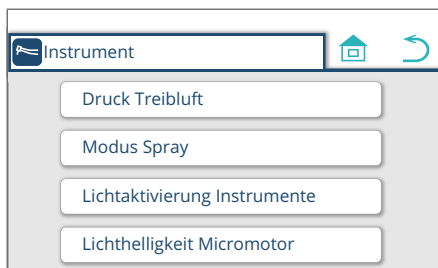 Instrument
Druck Treibluft
Modus Spray
Lichtaktivierung Instrumente
Lichthelligkeit Micromotor